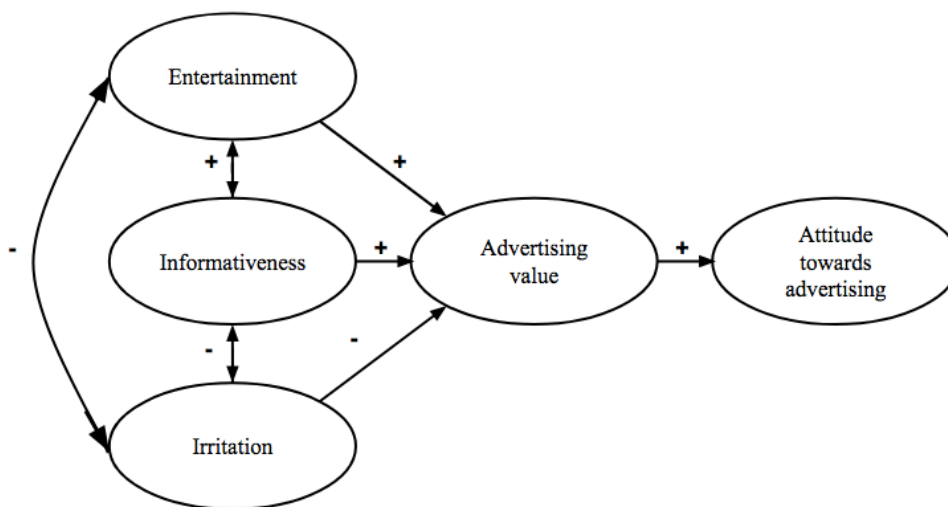 Entertainment
+
+
Informativeness
+
Advertising
value
+
Attitude
towards
advertising
-
-
-
Irritation